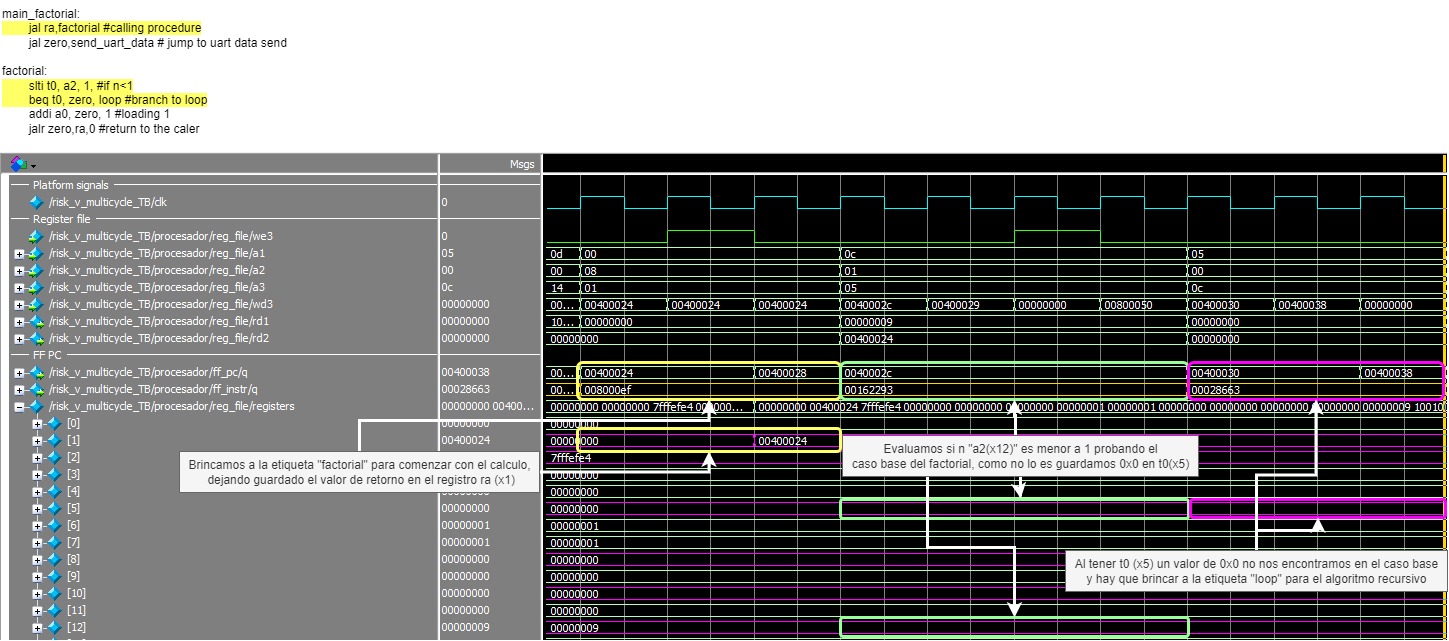 main_factorial:
jal ra,factorial #calling procedure
jal zero,send_uart_data # jump to uart data send
factorial:
slti t0, a2, 1, #if n<1
beq t0, zero, loop #branch to loop
addi a0, zero, 1 #loading 1
jalr zero,ra,0 #return to the caler
Msgs
Platform signals
/risk_v_multicycle_TB/clk 0
Register file
/risk_v_multicycle_TB/procesador/reg_file/we3 0
/risk_v_multicycle_TB/procesador/reg_file/a1 05 0d 00 0c 05
/risk_v_multicycle_TB/procesador/reg_file/a2 00 00 08 01 00
/risk_v_multicycle_TB/procesador/reg_file/a3 0c 14 01 05 0c
/risk_v_multicycle_TB/procesador/reg_file/wd3 00000000 00... 00400024 00400024 00400024 0040002c 00400029 00000000 00800050 00400030 00400038 00000000
/risk_v_multicycle_TB/procesador/reg_file/rd1 00000000 10... 00000000 00000009 00000000
/risk_v_multicycle_TB/procesador/reg_file/rd2 00000000 00000000 00400024 00000000
FF PC
/risk_v_multicycle_TB/procesador/ff_pc/q 00400038 00... 00400024 00400028 0040002c 00400030 00400038
/risk_v_multicycle_TB/procesador/ff_instr/q 00028663 00... 008000ef 00162293 00028663
/risk_v_multicycle_TB/procesador/reg_file/registers 00000000 00400... 00000000 00000000 7fffefe4 00000000 00400024 7fffefe4 00000000 00000000 00000001 00000001 00000000 00000000 00000000 00000009
[0] 00000000 00000000
[1] 00400024 00000000 00400024
[2] 7fffefe4
[3] 00000000
[4] 00000000
[5] 00000000 00000000
[6] 00000001 00000001
[7] 00000001 00000001
[8] 00000000 00000000
[9] 00000000 00000000
[10] 00000000 00000000
[11] 00000000 00000000
[12] 00000009 00000009
Brincamos a la etiqueta "factorial" para comenzar con el calculo,
dejando guardado el valor de retorno en el registro ra (x1)
Evaluamos si n "a2(x12)" es menor a 1 probando el
caso base del factorial, como no lo es guardamos 0x0 en t0(x5)
Al tener t0 (x5) un valor de 0x0 no nos encontramos en el caso base
y hay que brincar a la etiqueta "loop" para el algoritmo recursivo